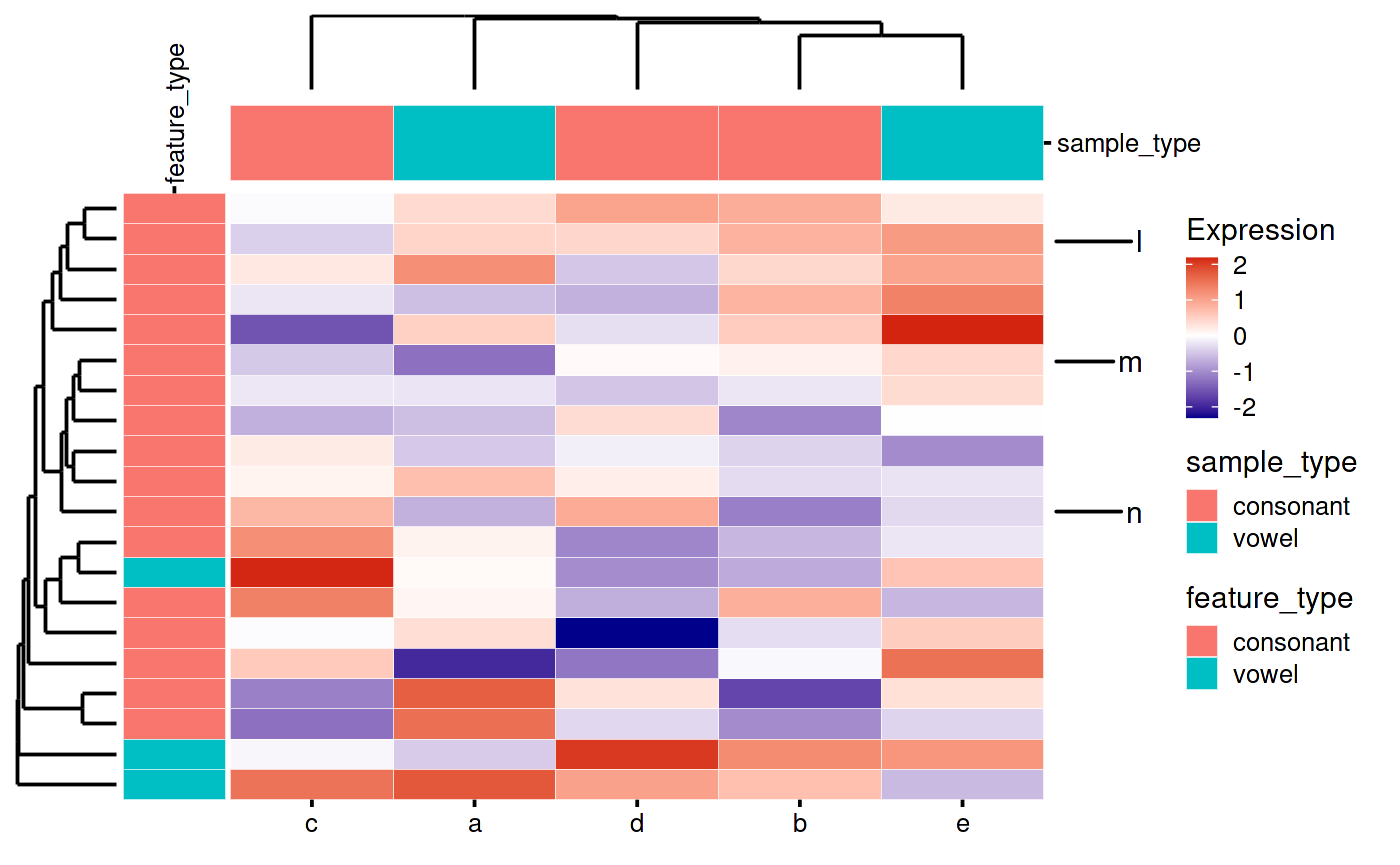 feature_type
sample_type
l
m
n
c a d b e
Expression
2
1
0
-1
-2
sample_type
consonant
vowel
feature_type
consonant
vowel